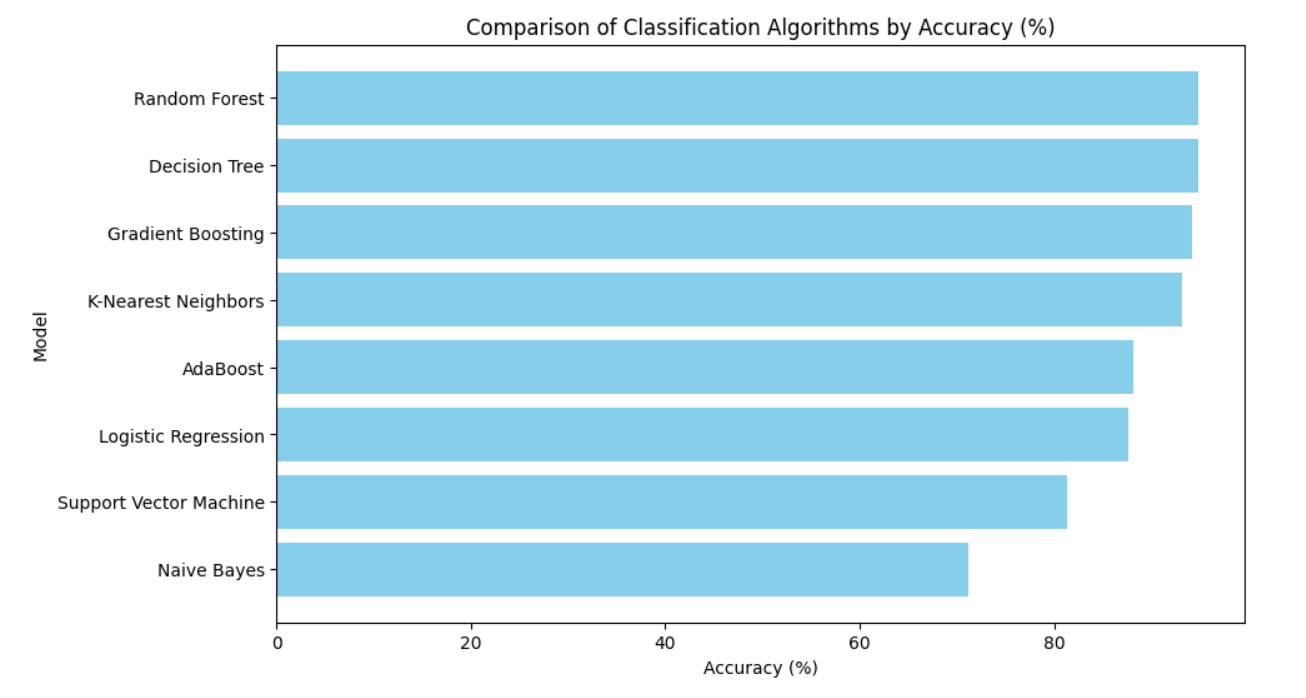 Comparison of Classification Algorithms by Accuracy (%)
Random Forest
Decision Tree
Gradient Boosting
K-Nearest Neighbors
AdaBoost
Logistic Regression
Support Vector Machine
Naive Bayes
Model
0 20 40 60 80
Accuracy (%)